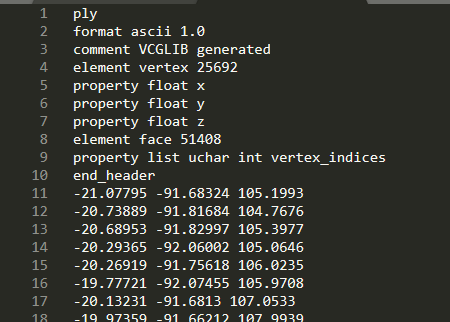 1 ply
2 format ascii 1.0
3 comment VCGLIB generated
4 element vertex 25692
5 property float x
6 property float y
7 property float z
8 element face 51408
9 property list uchar int vertex_indices
10 end_header
11 -21.07795 -91.68324 105.1993
12 -20.73889 -91.81684 104.7676
13 -20.68953 -91.82997 105.3977
14 -20.29365 -92.06002 105.0646
15 -20.26919 -91.75618 106.0235
16 -19.77721 -92.07455 105.9708
17 -20.13231 -91.6813 107.0533
18 -19.97359 -91.66212 107.9939